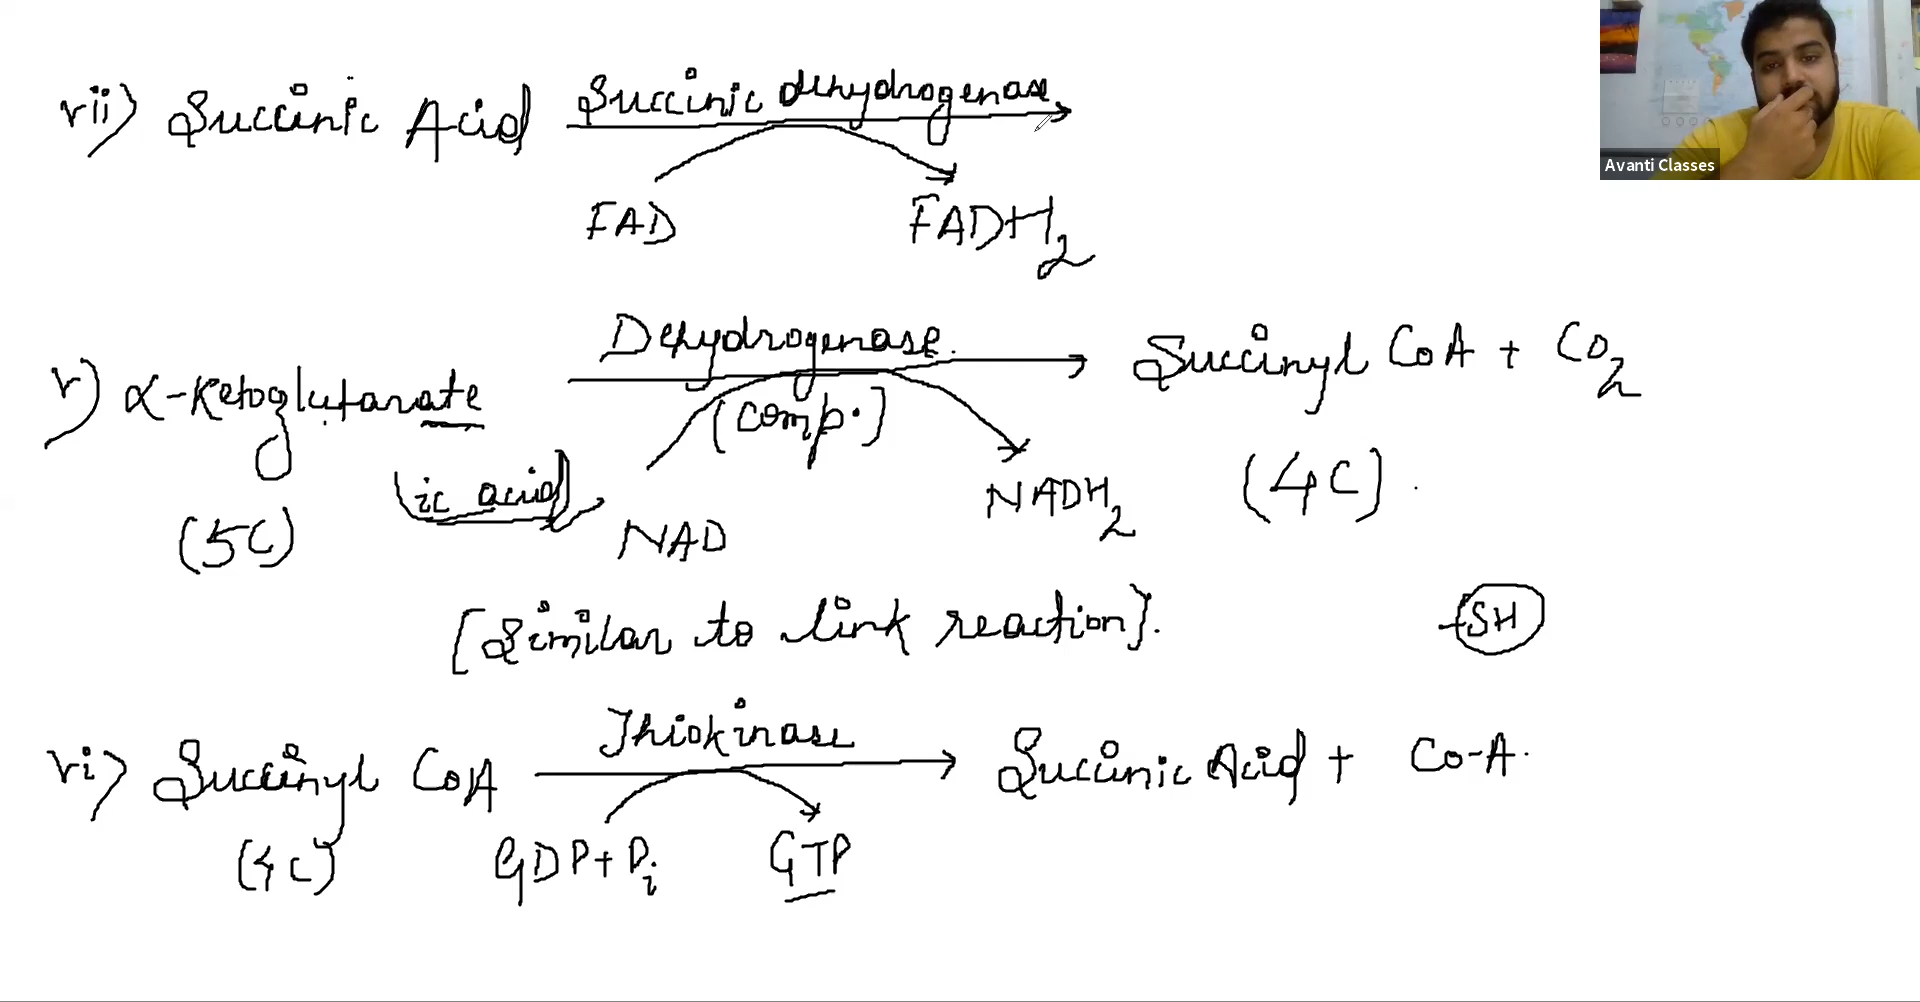 Avanti Classes
vii) Succinic Acid Succinic dehydrogenase
FAD FADH2
v) α-Ketoglutarate Dehydrogenase. Succinyl CoA + CO2
(Comp.)
(5C) (ic acid) NAD NADH2 (4C).
[Similar to link reaction]. -SH
vi) Succinyl CoA Thiokinase Succinic Acid + Co-A.
(4C) GDP + Pi GTP